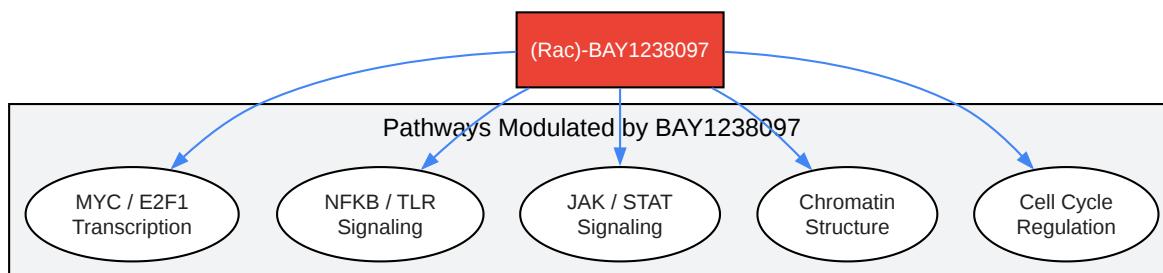 (Rac)-BAY1238097
Pathways Modulated by BAY1238097
MYC / E2F1
Transcription
NFKB / TLR
Signaling
JAK / STAT
Signaling
Chromatin
Structure
Cell Cycle
Regulation